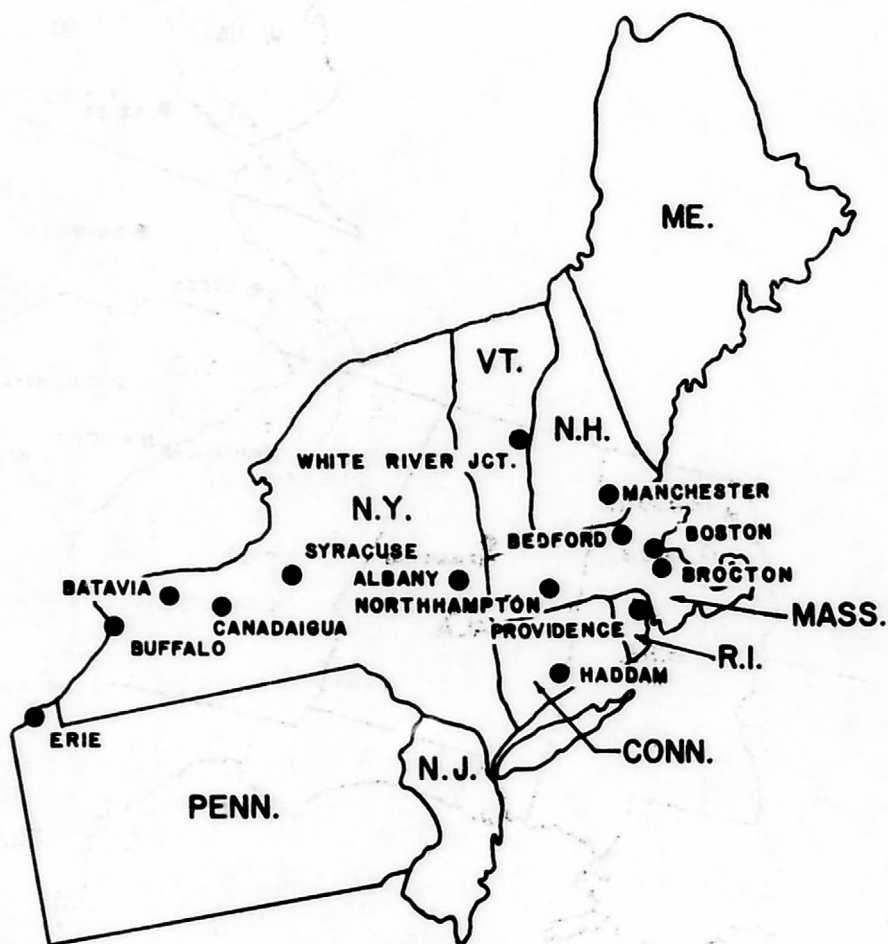 ME.
VT.
N.H.
WHITE RIVER JCT.
MANCHESTER
N.Y.
BEDFORD
BOSTON
SYRACUSE
ALBANY
BROCTON
BATAVIA
NORTHHAMPTON
MASS.
CANADAIGUA
PROVIDENCE
BUFFALO
R.I.
HADDAM
ERIE
CONN.
N.J.
PENN.